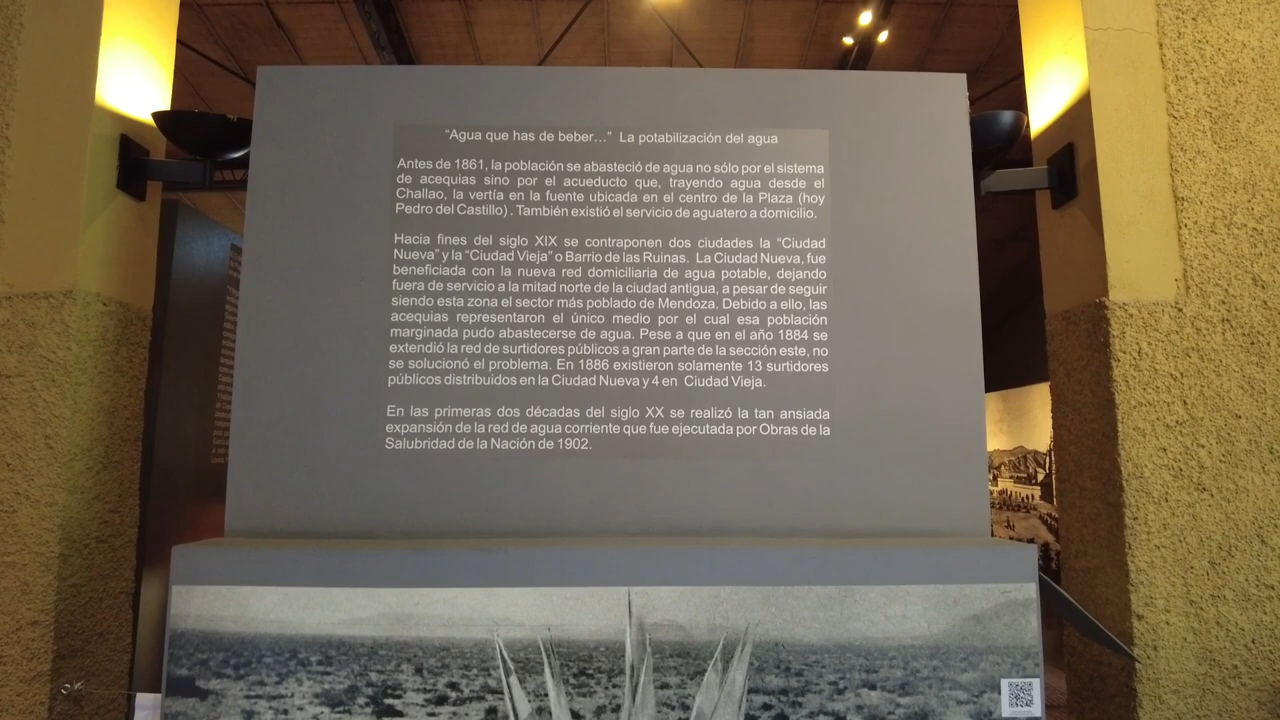 “Agua que has de beber…” La potabilización del agua
Antes de 1861, la población se abasteció de agua no sólo por el sistema
de acequias sino por el acueducto que, trayendo agua desde el
Challao, la vertía en la fuente ubicada en el centro de la Plaza (hoy
Pedro del Castillo) . También existió el servicio de aguatero a domicilio.
Hacia fines del siglo XIX se contraponen dos ciudades la “Ciudad
Nueva” y la “Ciudad Vieja” o Barrio de las Ruinas. La Ciudad Nueva, fue
beneficiada con la nueva red domiciliaria de agua potable, dejando
fuera de servicio a la mitad norte de la ciudad antigua, a pesar de seguir
siendo esta zona el sector más poblado de Mendoza. Debido a ello, las
acequias representaron el único medio por el cual esa población
marginada pudo abastecerse de agua. Pese a que en el año 1884 se
extendió la red de surtidores públicos a gran parte de la sección este, no
se solucionó el problema. En 1886 existieron solamente 13 surtidores
públicos distribuidos en la Ciudad Nueva y 4 en Ciudad Vieja.
En las primeras dos décadas del siglo XX se realizó la tan ansiada
expansión de la red de agua corriente que fue ejecutada por Obras de la
Salubridad de la Nación de 1902.